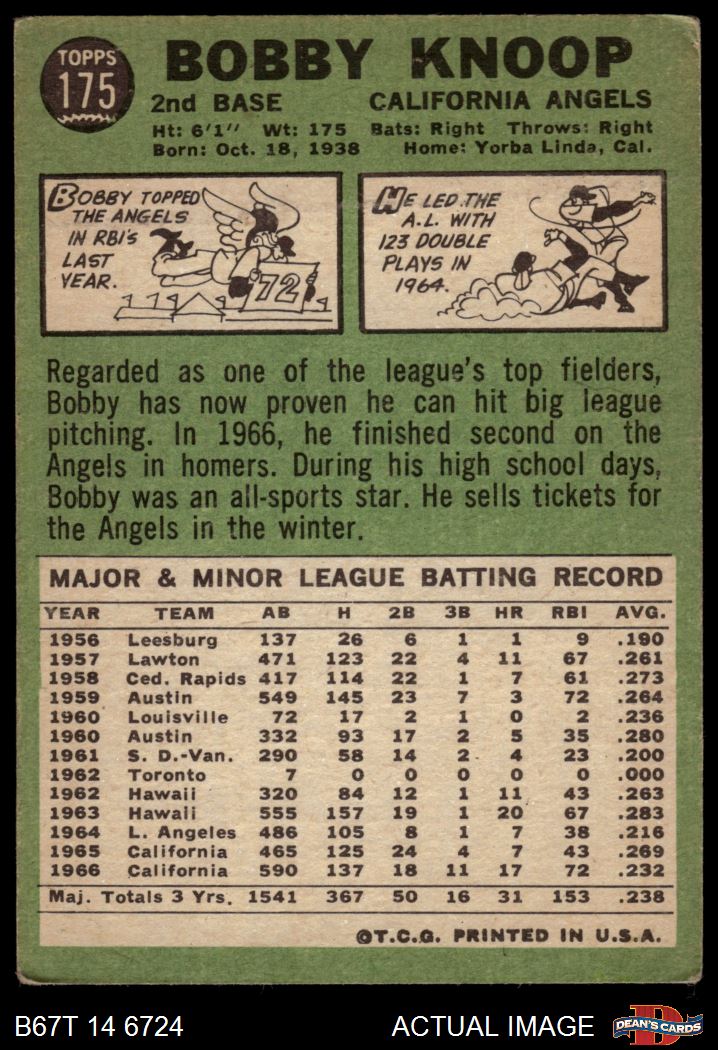 TOPPS
175
BOBBY KNOOP
2nd BASE CALIFORNIA ANGELS
Ht: 6'1" Wt: 175 Bats: Right Throws: Right
Born: Oct. 18, 1938 Home: Yorba Linda, Cal.
BOBBY TOPPED
THE ANGELS
IN RBI'S
LAST
YEAR.
72
HE LED THE
A.L. WITH
123 DOUBLE
PLAYS IN
1964.
Regarded as one of the league's top fielders,
Bobby has now proven he can hit big league
pitching. In 1966, he finished second on the
Angels in homers. During his high school days,
Bobby was an all-sports star. He sells tickets for
the Angels in the winter.
MAJOR & MINOR LEAGUE BATTING RECORD
YEAR TEAM AB H 2B 3B HR RBI AVG.
1956 Leesburg 137 26 6 1 1 9 .190
1957 Lawton 471 123 22 4 11 67 .261
1958 Ced. Rapids 417 114 22 1 7 61 .273
1959 Austin 549 145 23 7 3 72 .264
1960 Louisville 72 17 2 1 0 2 .236
1960 Austin 332 93 17 2 5 35 .280
1961 S. D.-Van. 290 58 14 2 4 23 .200
1962 Toronto 7 0 0 0 0 0 .000
1962 Hawaii 320 84 12 1 11 43 .263
1963 Hawaii 555 157 19 1 20 67 .283
1964 L. Angeles 486 105 8 1 7 38 .216
1965 California 465 125 24 4 7 43 .269
1966 California 590 137 18 11 17 72 .232
Maj. Totals 3 Yrs. 1541 367 50 16 31 153 .238
©T.C.G. PRINTED IN U.S.A.
B67T 14 6724 ACTUAL IMAGE
D
DEAN'S CARDS